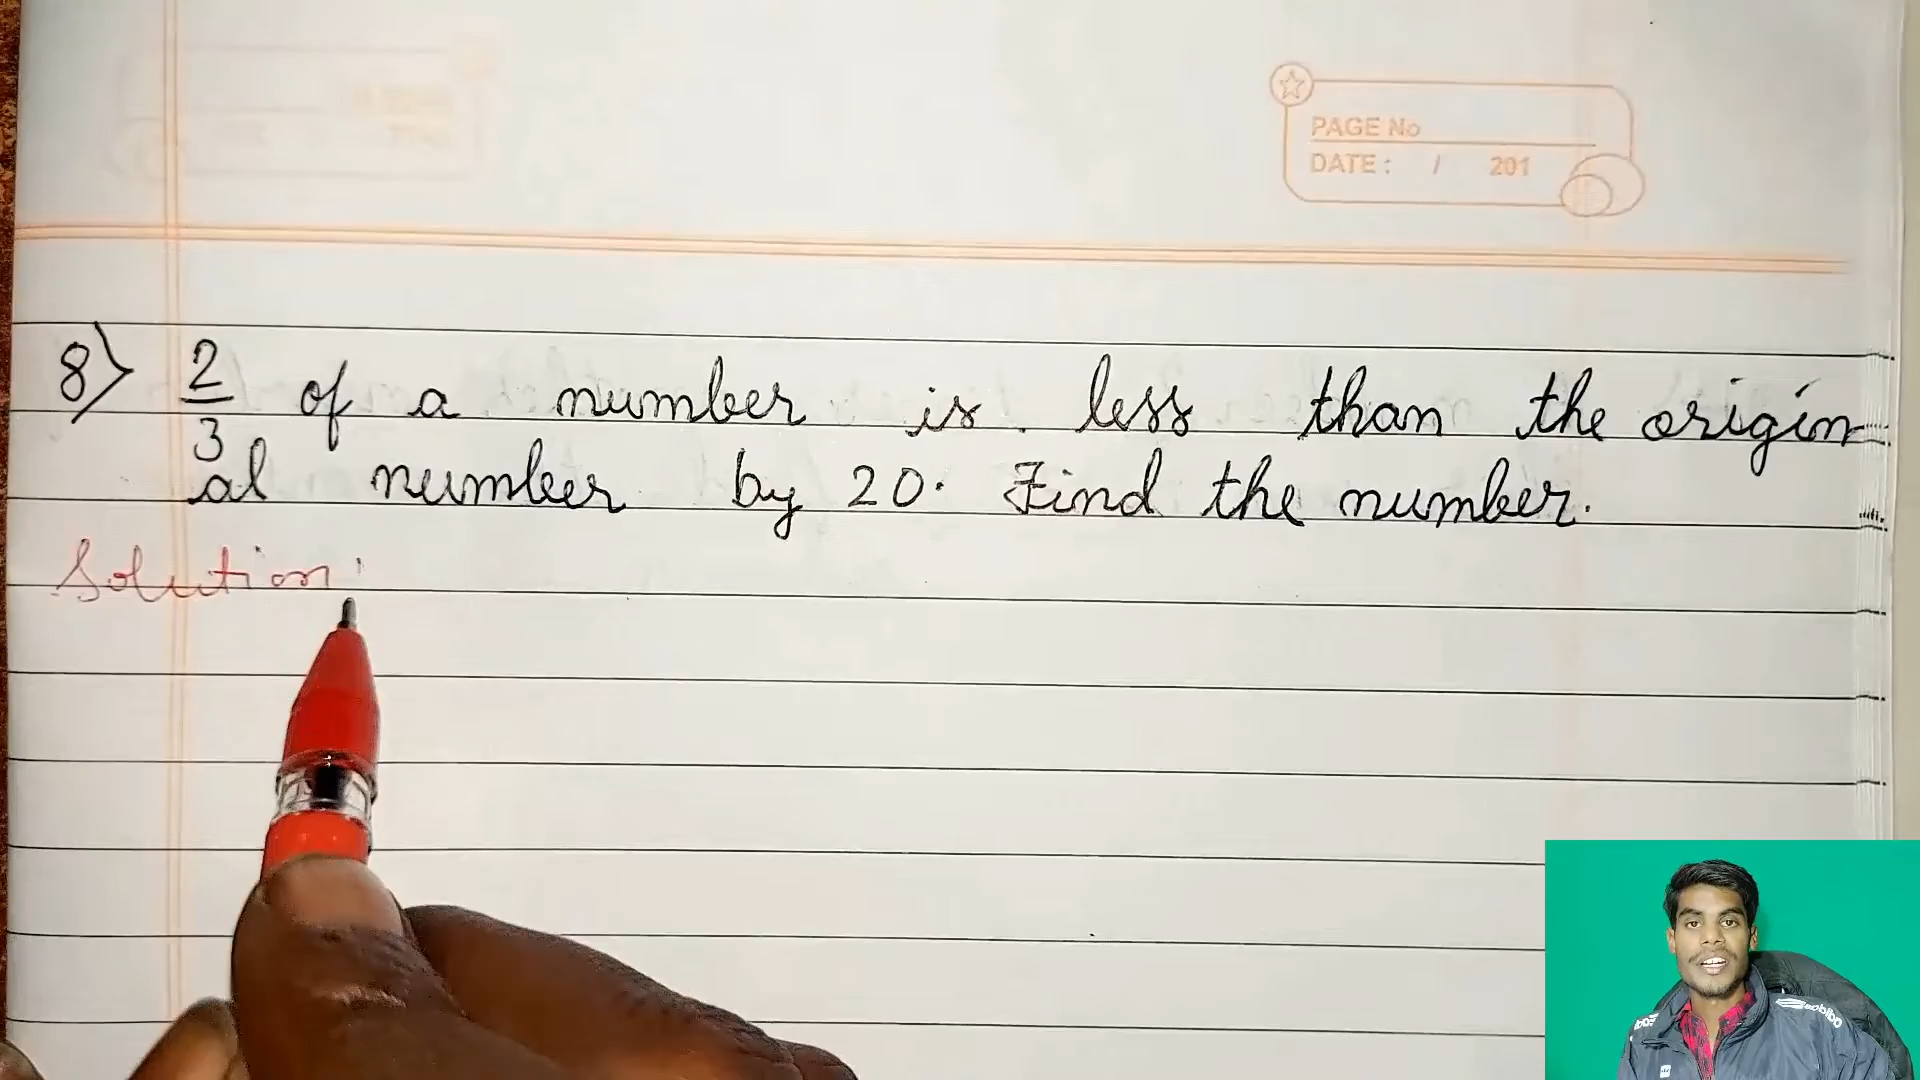 PAGE No
DATE : / 201
8> 2/3 of a number is less than the origin
al number by 20. Find the number.
Solution: